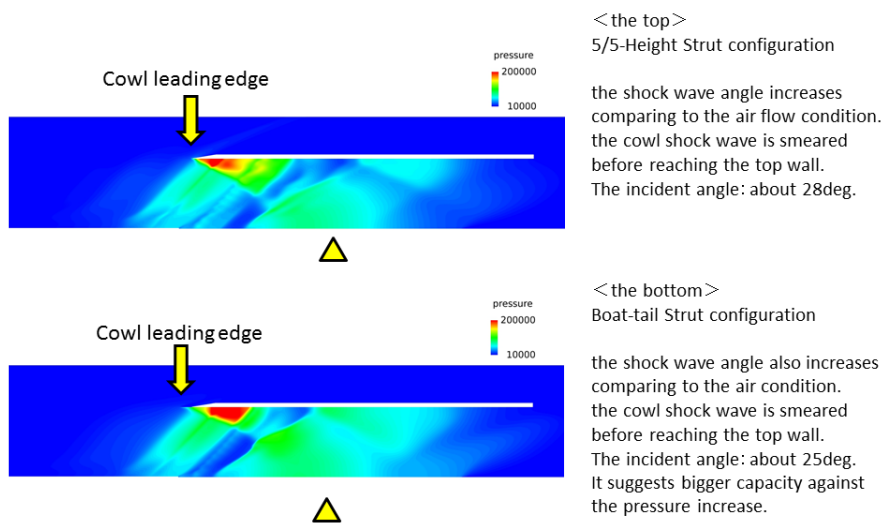 ＜the top＞
5/5-Height Strut configuration
pressure
200000
10000
Cowl leading edge
the shock wave angle increases
comparing to the air flow condition.
the cowl shock wave is smeared
before reaching the top wall.
The incident angle: about 28deg.
＜the bottom＞
Boat-tail Strut configuration
pressure
200000
10000
Cowl leading edge
the shock wave angle also increases
comparing to the air condition.
the cowl shock wave is smeared
before reaching the top wall.
The incident angle: about 25deg.
It suggests bigger capacity against
the pressure increase.